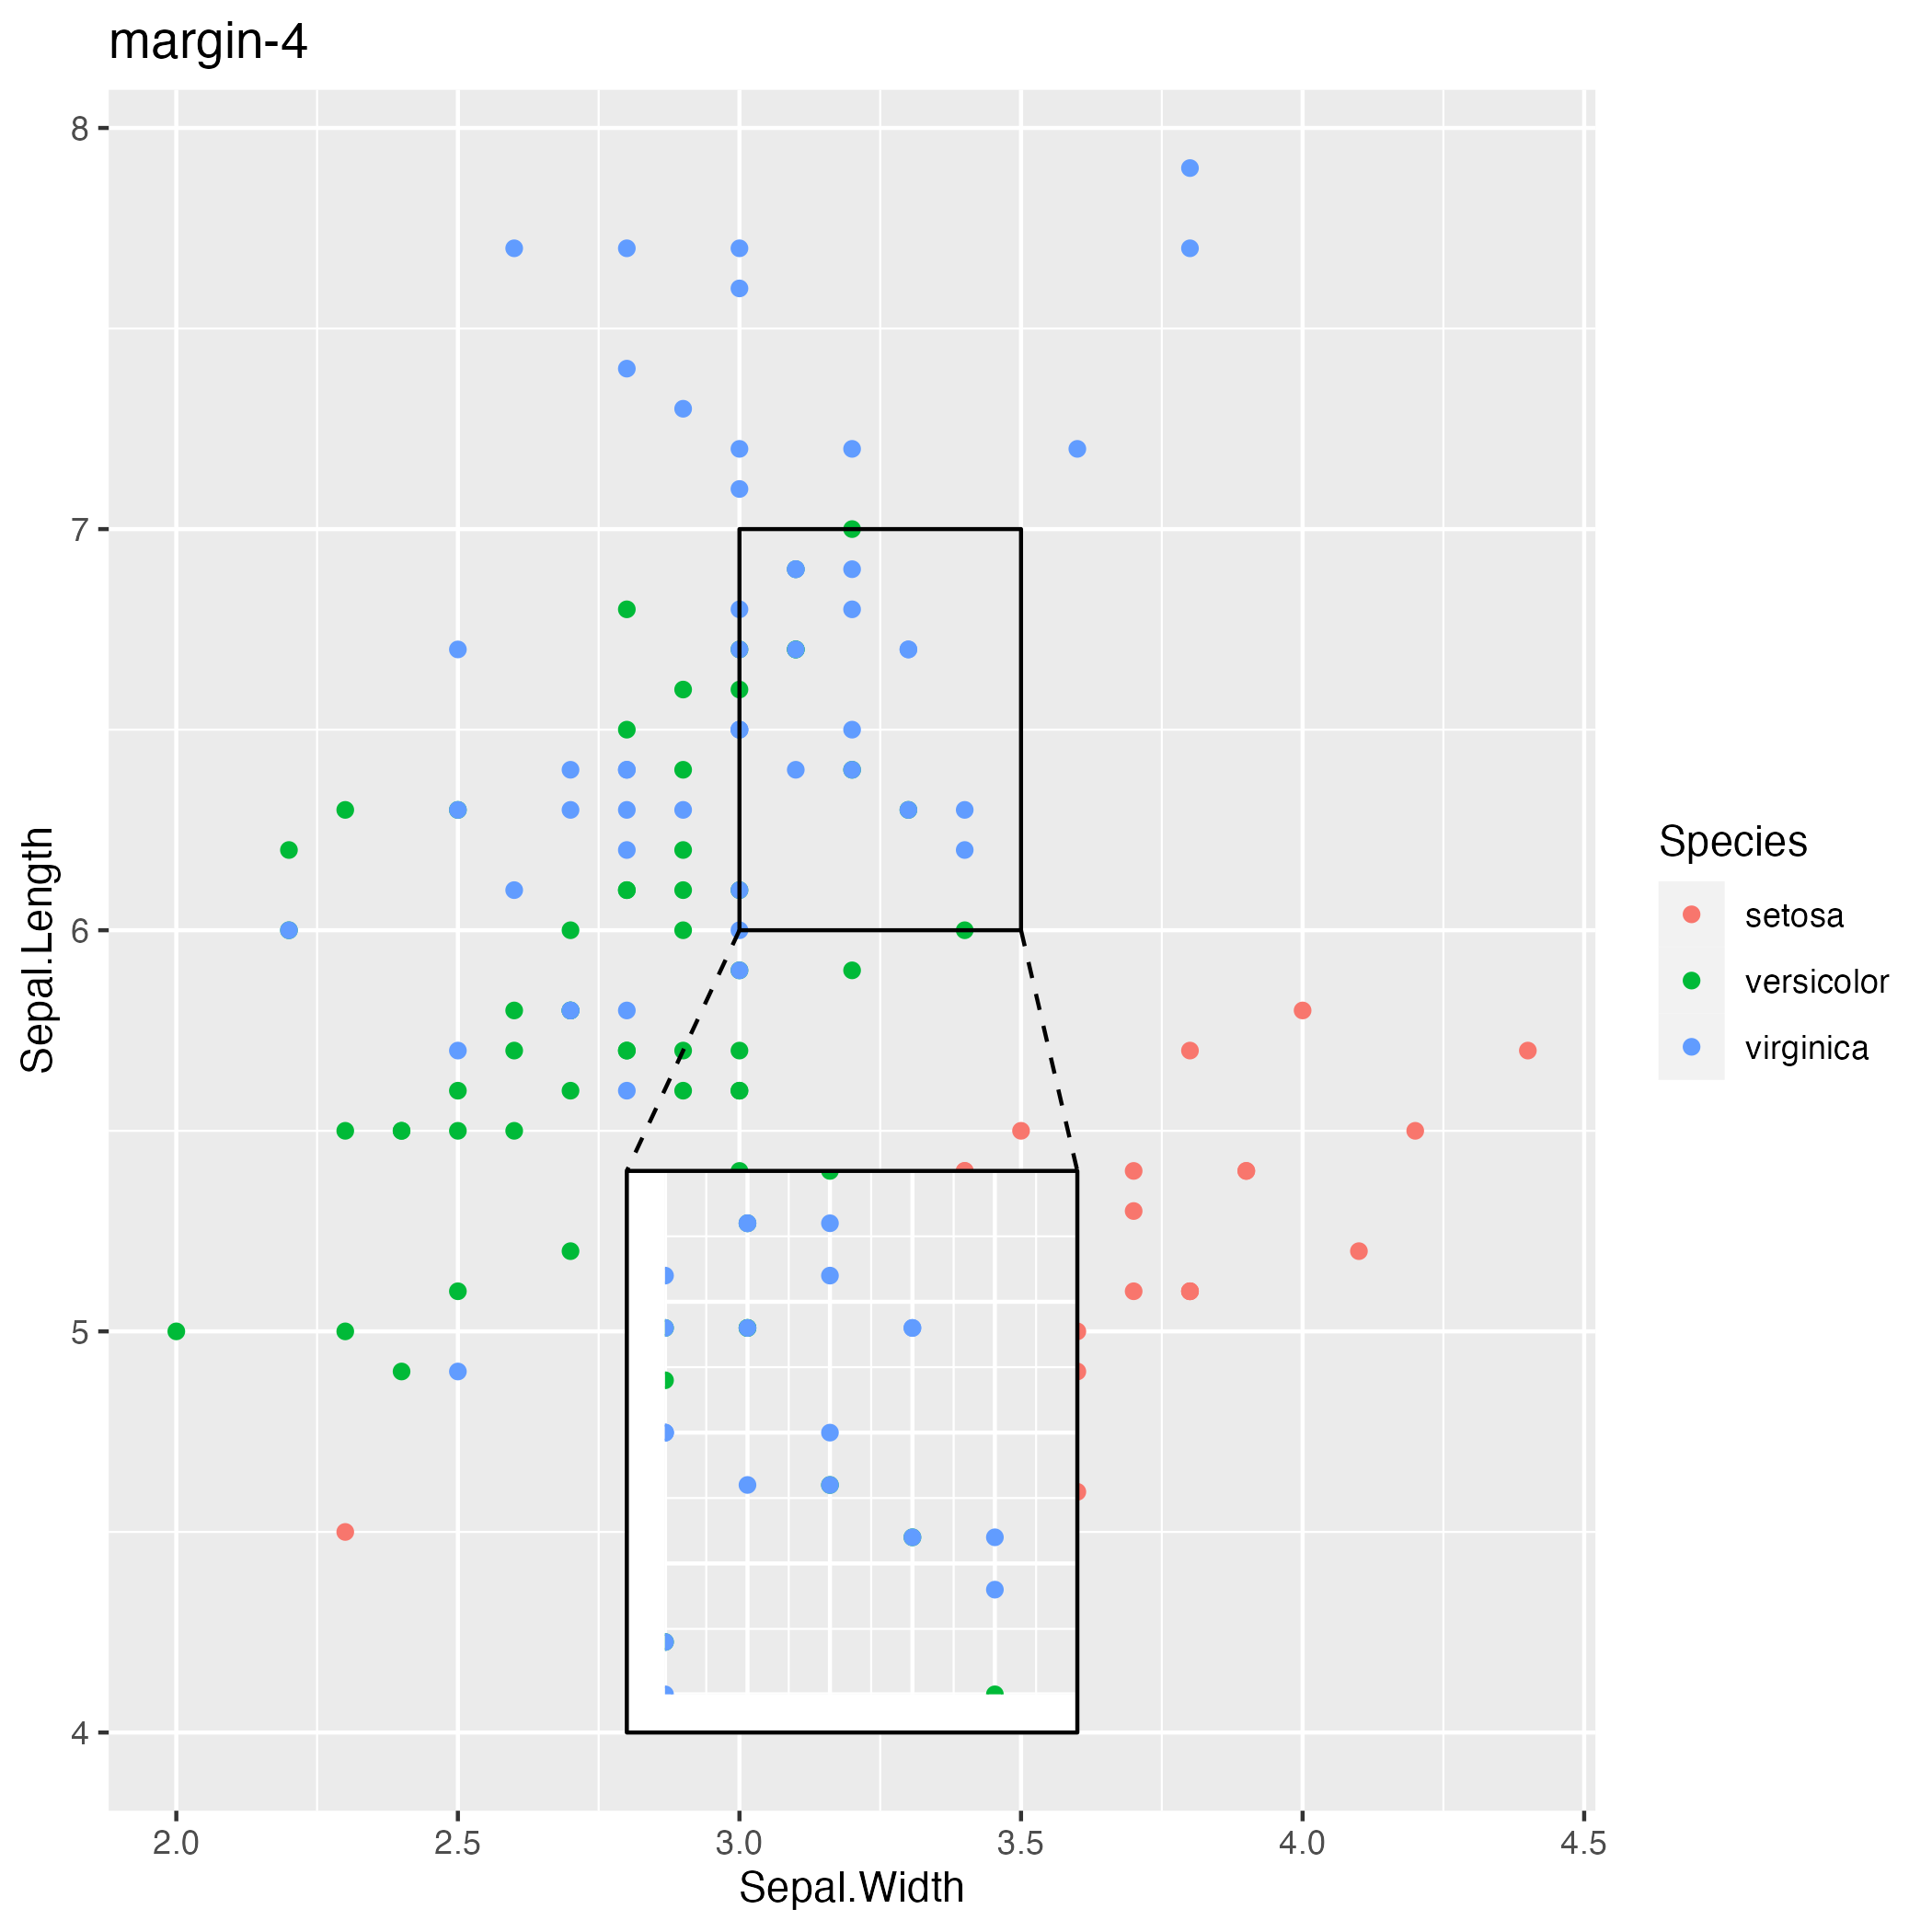 margin-4
8
7
6
5
4
Sepal.Length
2.0 2.5 3.0 3.5 4.0 4.5
Sepal.Width
Species
setosa
versicolor
virginica